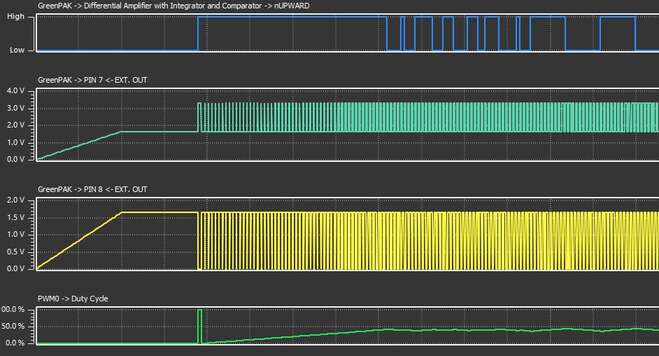 GreenPAK -> Differential Amplifier with Integrator and Comparator -> nUPWARD
High
Low
GreenPAK -> PIN 7 <- EXT. OUT
4.0 V
3.0 V
2.0 V
1.0 V
0.0 V
GreenPAK -> PIN 8 <- EXT. OUT
2.0 V
1.5 V
1.0 V
0.5 V
0.0 V
PWM0 -> Duty Cycle
00.0 %
50.0 %
0.0 %